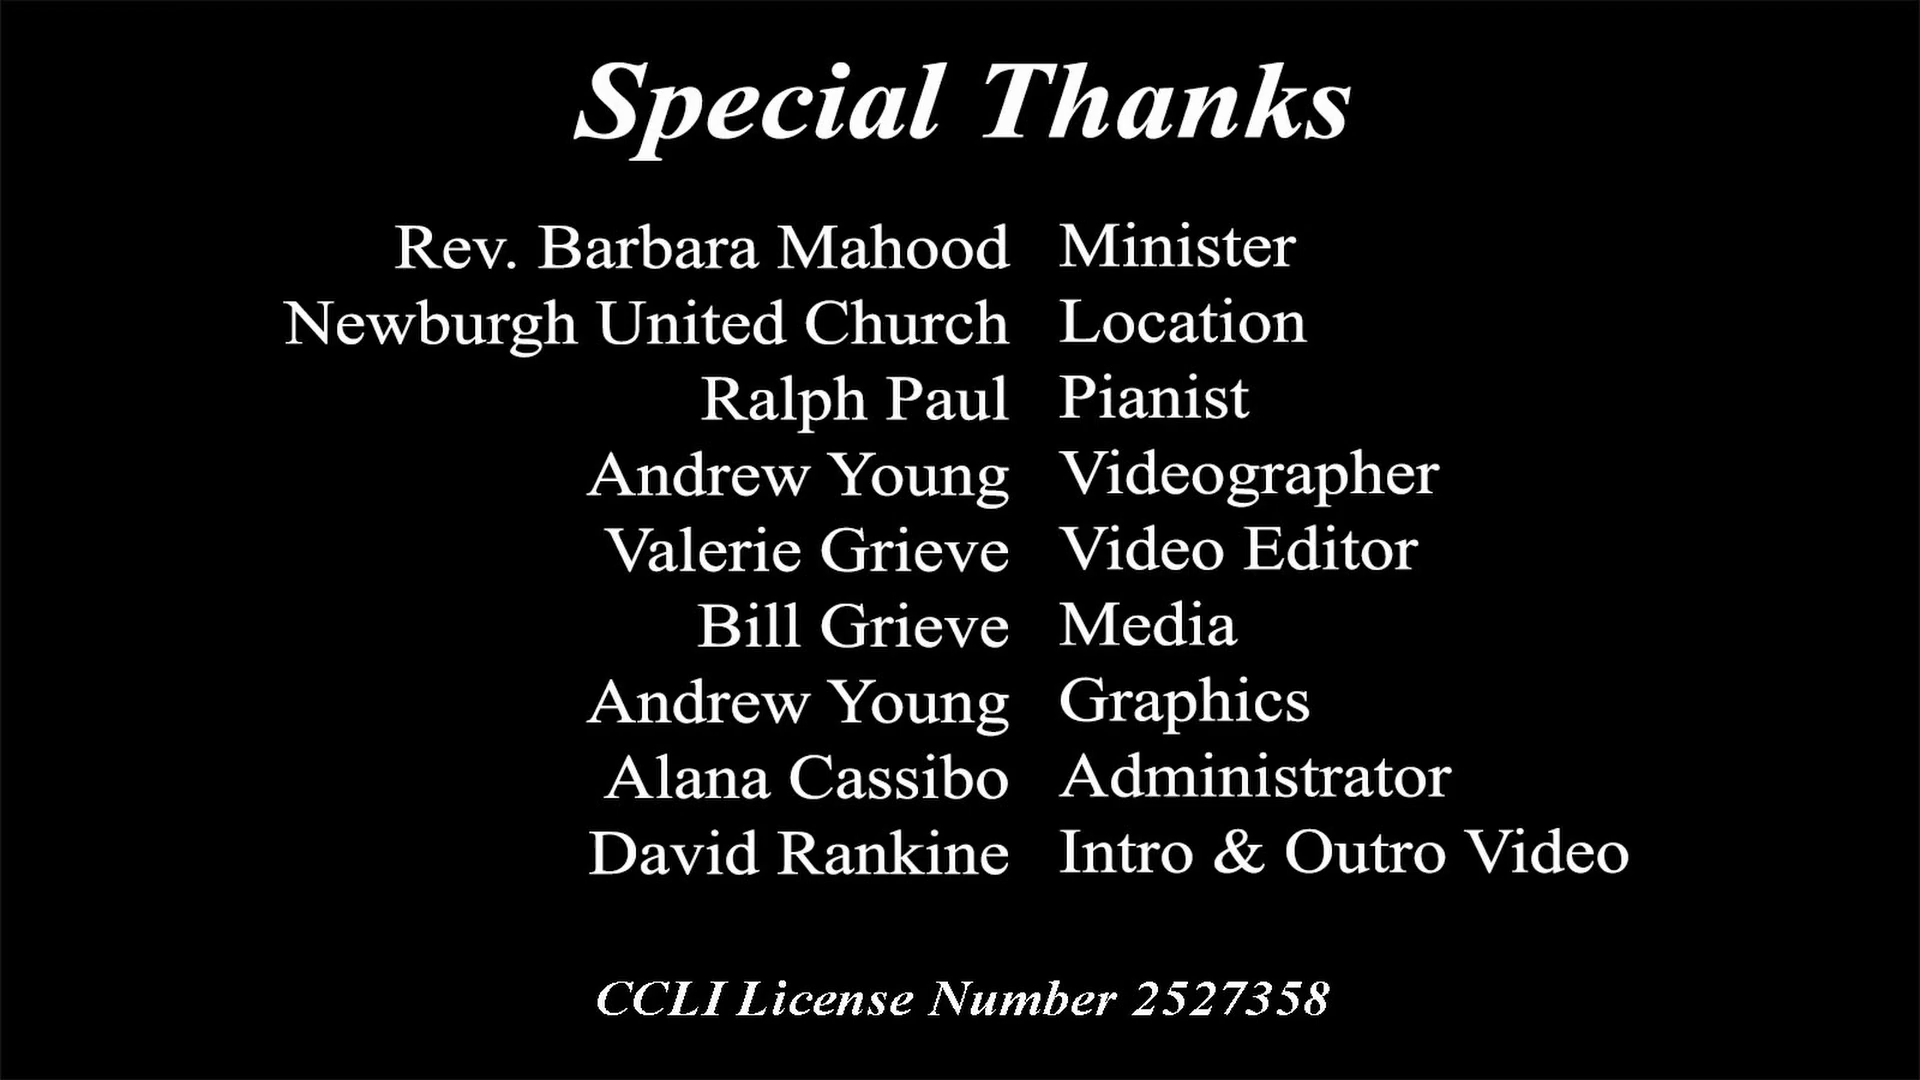 Special Thanks
Rev. Barbara Mahood Minister
Newburgh United Church Location
Ralph Paul Pianist
Andrew Young Videographer
Valerie Grieve Video Editor
Bill Grieve Media
Andrew Young Graphics
Alana Cassibo Administrator
David Rankine Intro & Outro Video
CCLI License Number 2527358